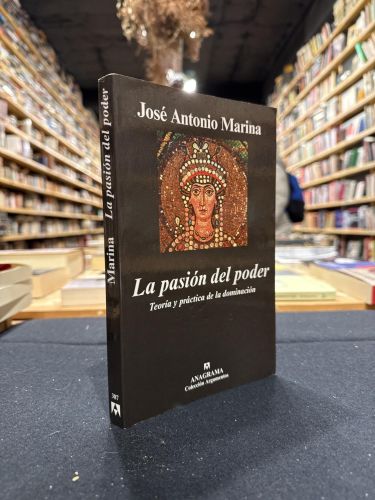 José Antonio Marina
La pasión del poder
Teoría y práctica de la dominación
ANAGRAMA
Colección Argumentos
Marina
La pasión del poder
387